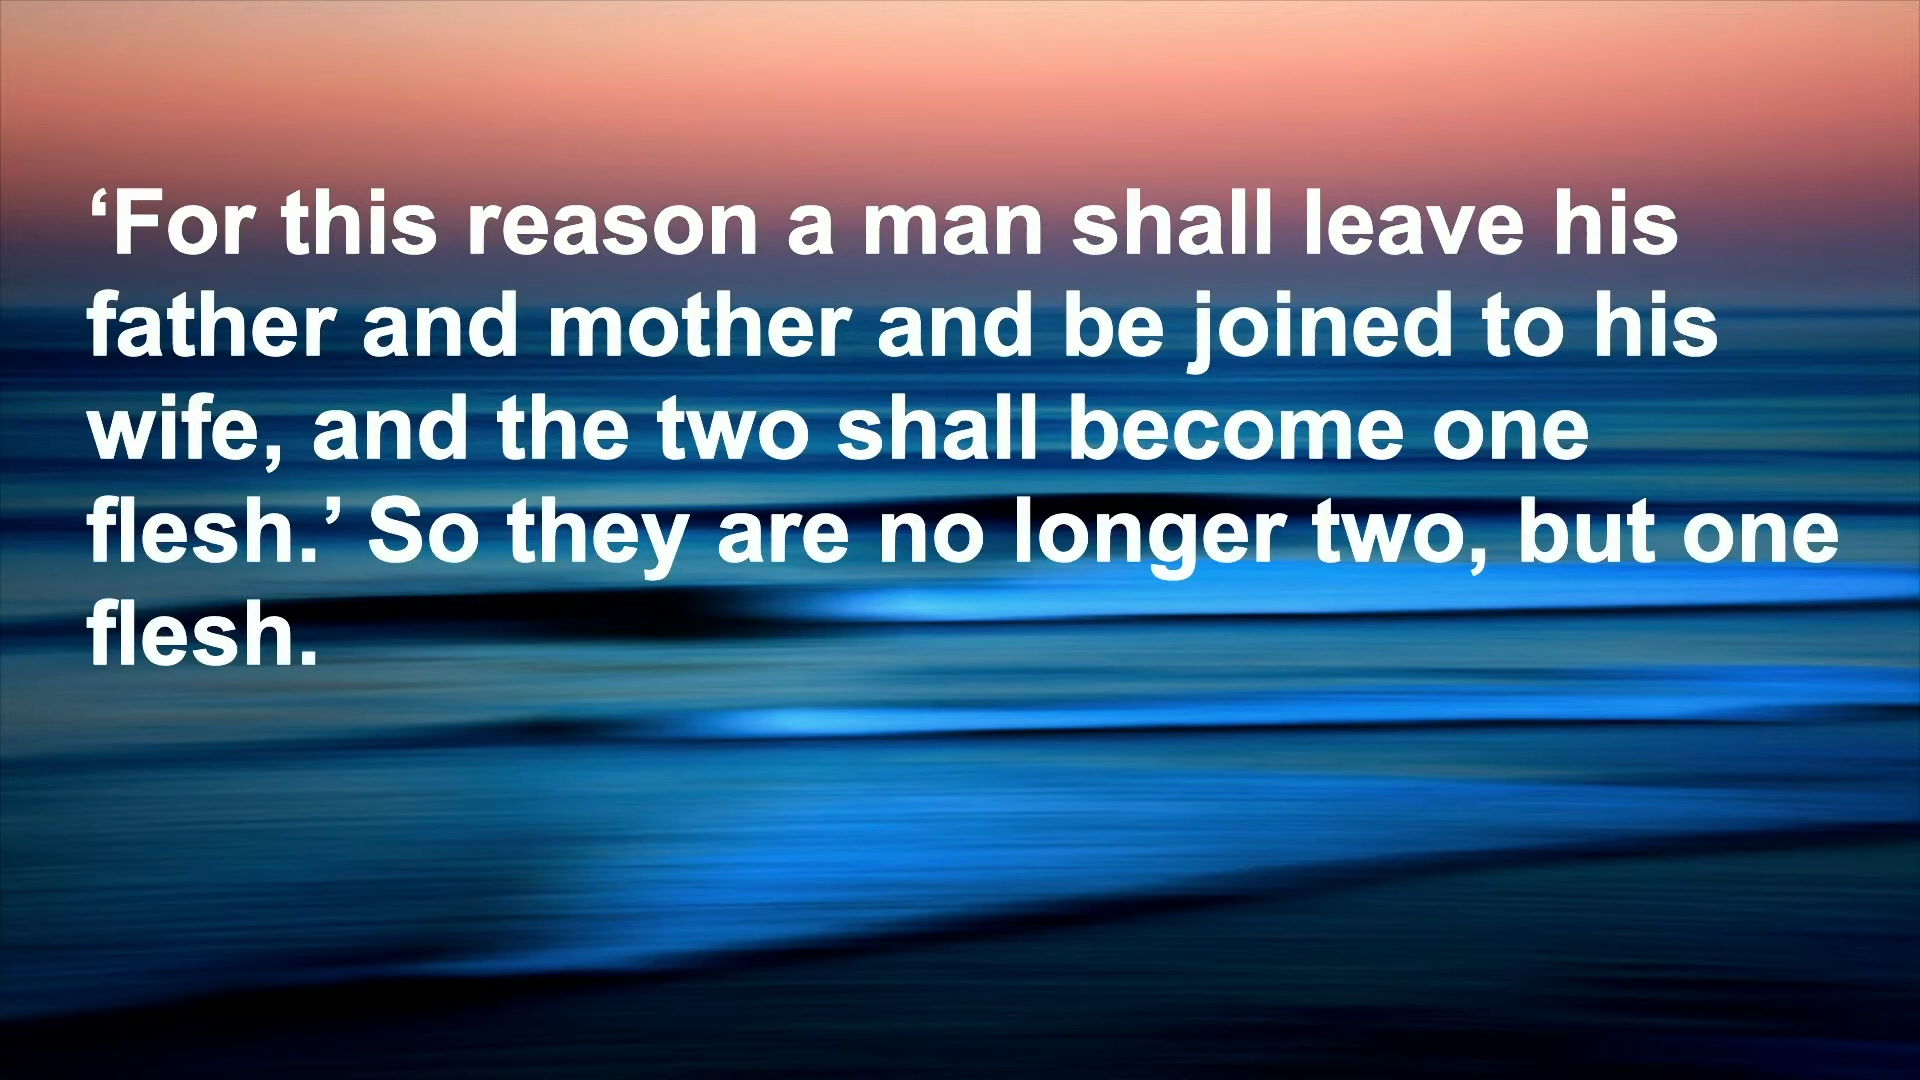 ‘For this reason a man shall leave his
father and mother and be joined to his
wife, and the two shall become one
flesh.’ So they are no longer two, but one
flesh.